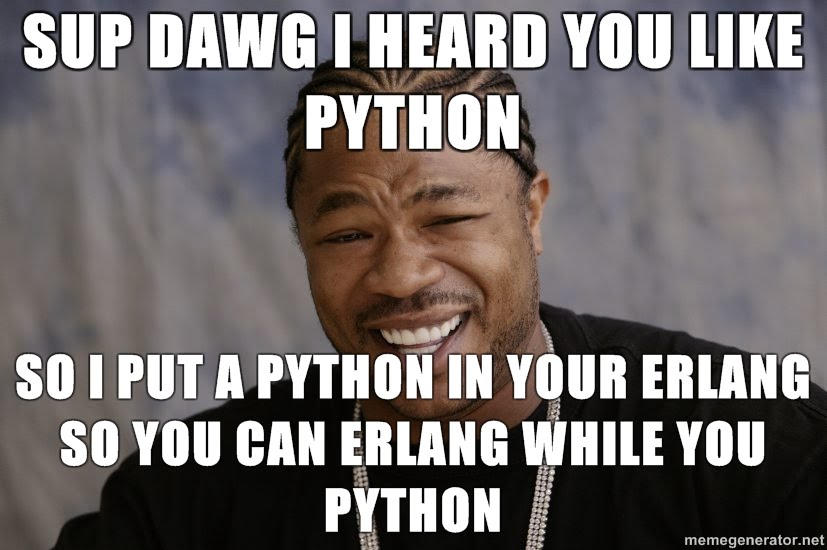 SUP DAWG I HEARD YOU LIKE
PYTHON
SO I PUT A PYTHON IN YOUR ERLANG
SO YOU CAN ERLANG WHILE YOU
PYTHON
memegenerator.net